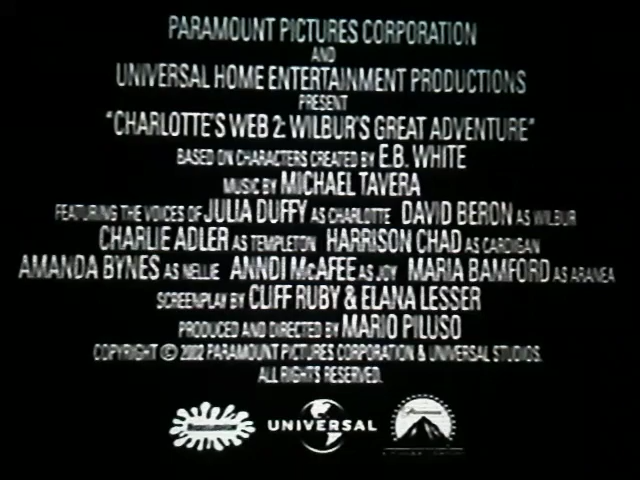 PARAMOUNT PICTURES CORPORATION
AND
UNIVERSAL HOME ENTERTAINMENT PRODUCTIONS
PRESENT
"CHARLOTTE'S WEB 2: WILBUR'S GREAT ADVENTURE"
BASED ON CHARACTERS CREATED BY E.B. WHITE
MUSIC BY MICHAEL TAVERA
FEATURING THE VOICES OF JULIA DUFFY AS CHARLOTTE DAVID BERON AS WILBUR
CHARLIE ADLER AS TEMPLETON HARRISON CHAD AS CARDIGAN
AMANDA BYNES AS NELLIE ANNDI McAFEE AS JOY MARIA BAMFORD AS ARANEA
SCREENPLAY BY CLIFF RUBY & ELANA LESSER
PRODUCED AND DIRECTED BY MARIO PILUSO
COPYRIGHT © 2002 PARAMOUNT PICTURES CORPORATION & UNIVERSAL STUDIOS.
ALL RIGHTS RESERVED.
UNIVERSAL
Paramount